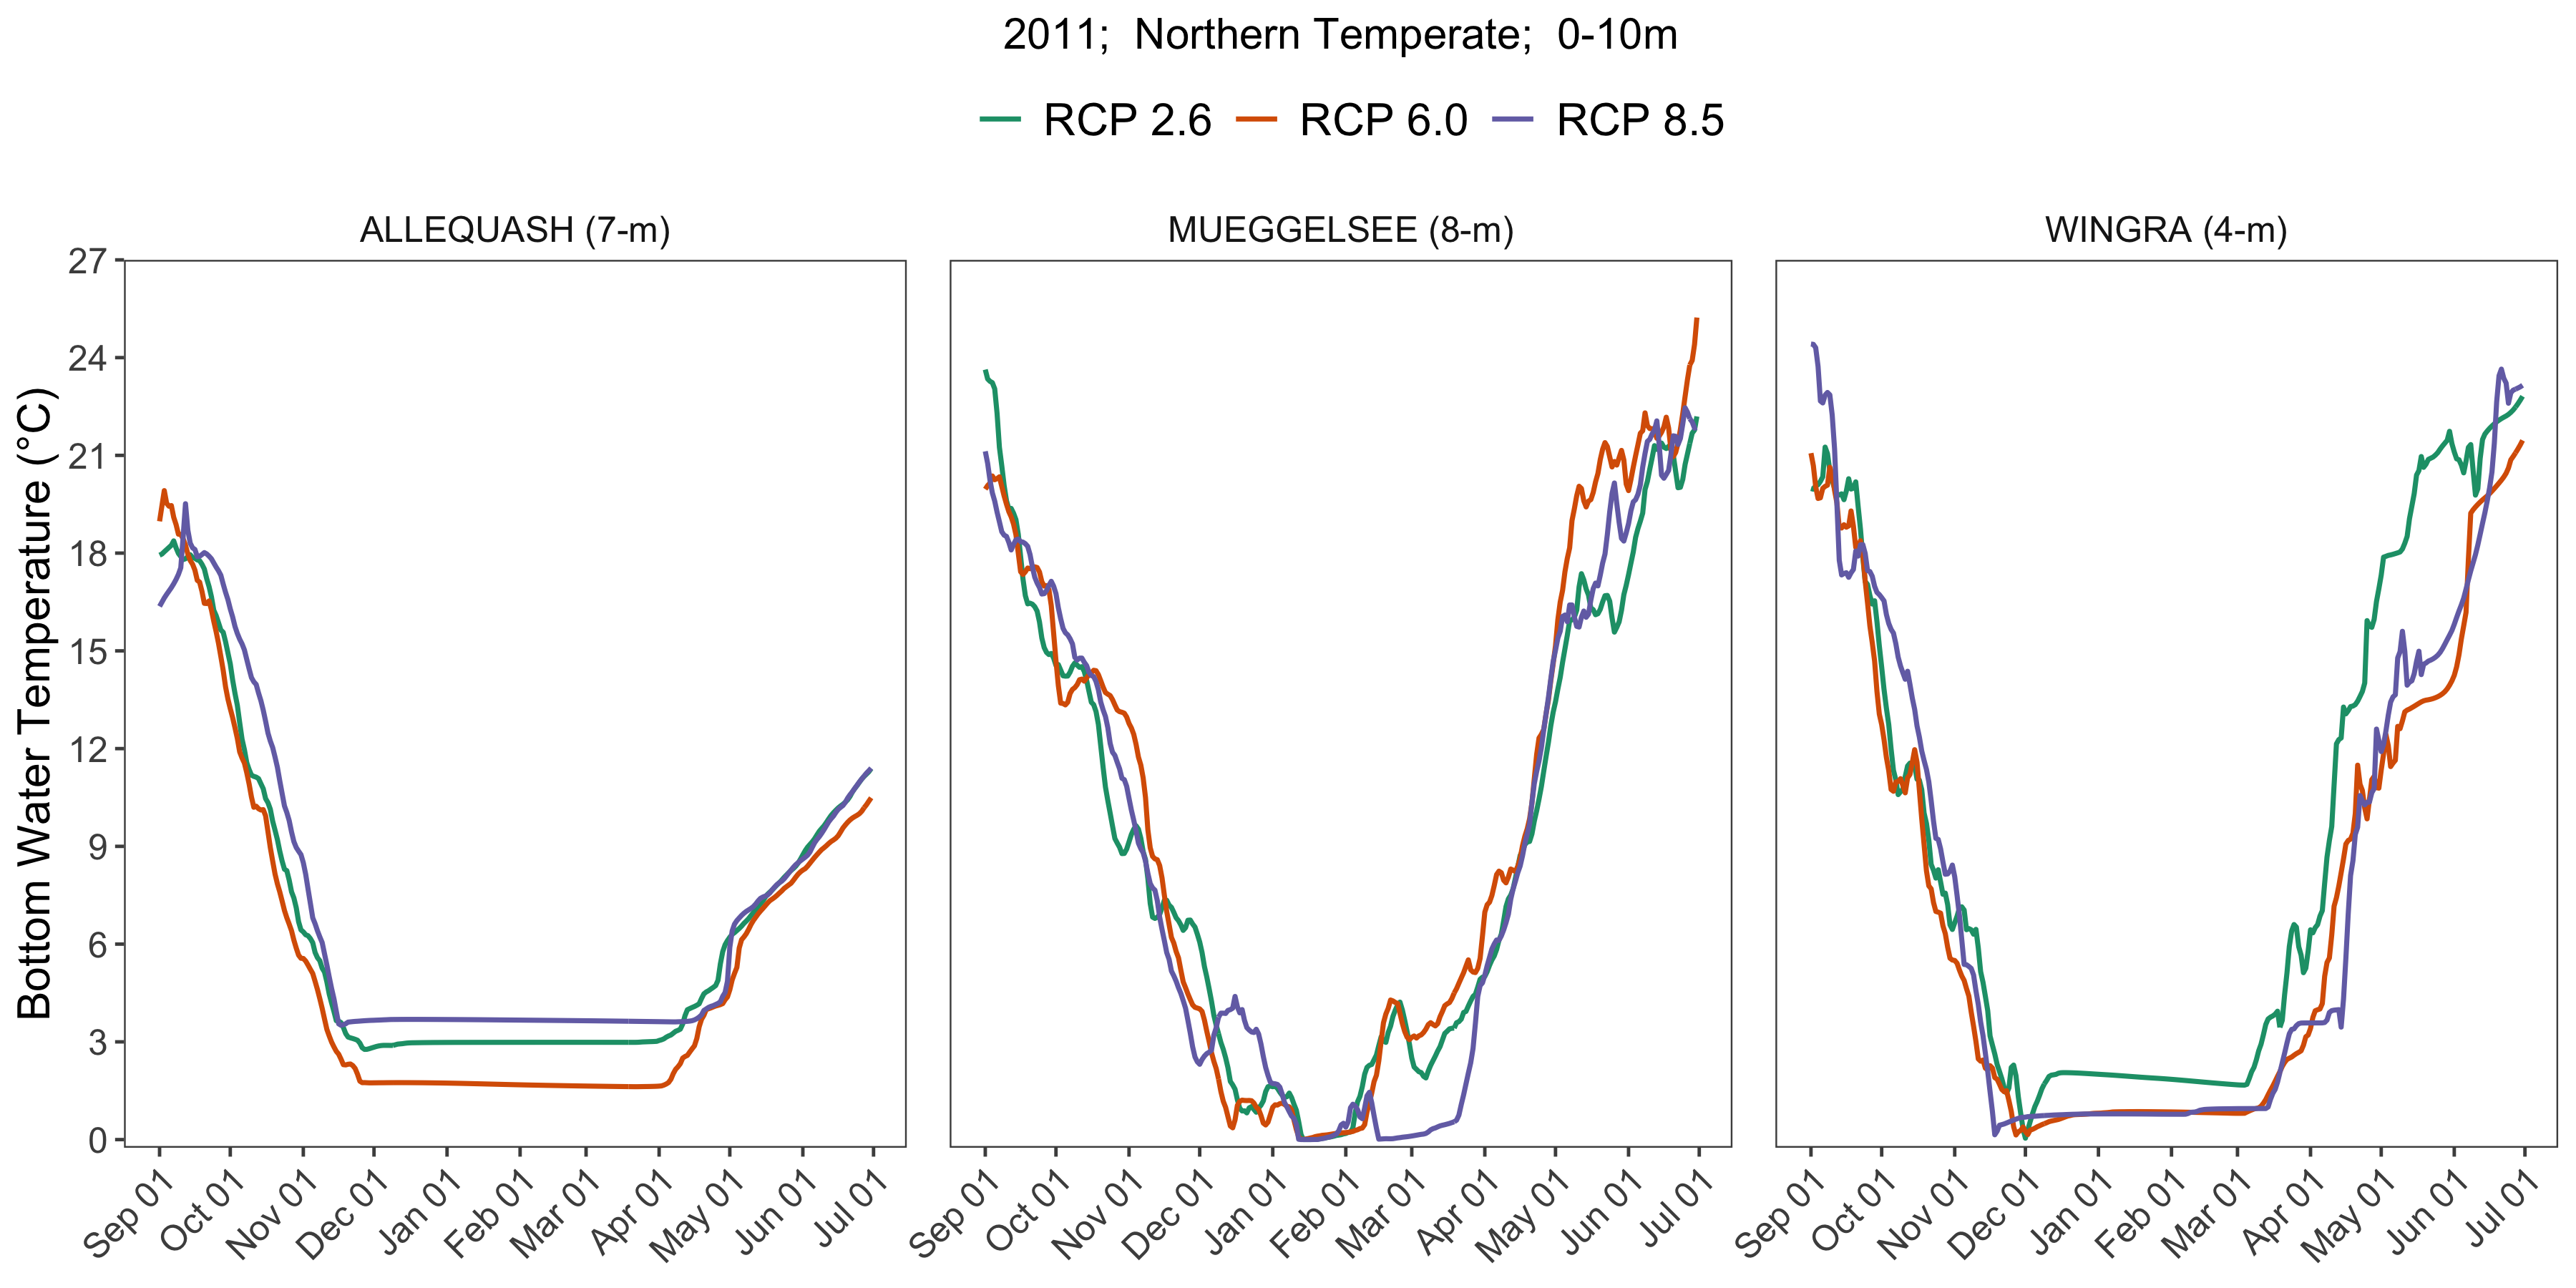 2011;  Northern Temperate;  0-10m
RCP 2.6 RCP 6.0 RCP 8.5
ALLEQUASH (7-m) MUEGGELSEE (8-m) WINGRA (4-m)
Bottom Water Temperature (°C)
27
24
21
18
15
12
9
6
3
0
Sep 01 Oct 01 Nov 01 Dec 01 Jan 01 Feb 01 Mar 01 Apr 01 May 01 Jun 01 Jul 01 Sep 01 Oct 01 Nov 01 Dec 01 Jan 01 Feb 01 Mar 01 Apr 01 May 01 Jun 01 Jul 01 Sep 01 Oct 01 Nov 01 Dec 01 Jan 01 Feb 01 Mar 01 Apr 01 May 01 Jun 01 Jul 01